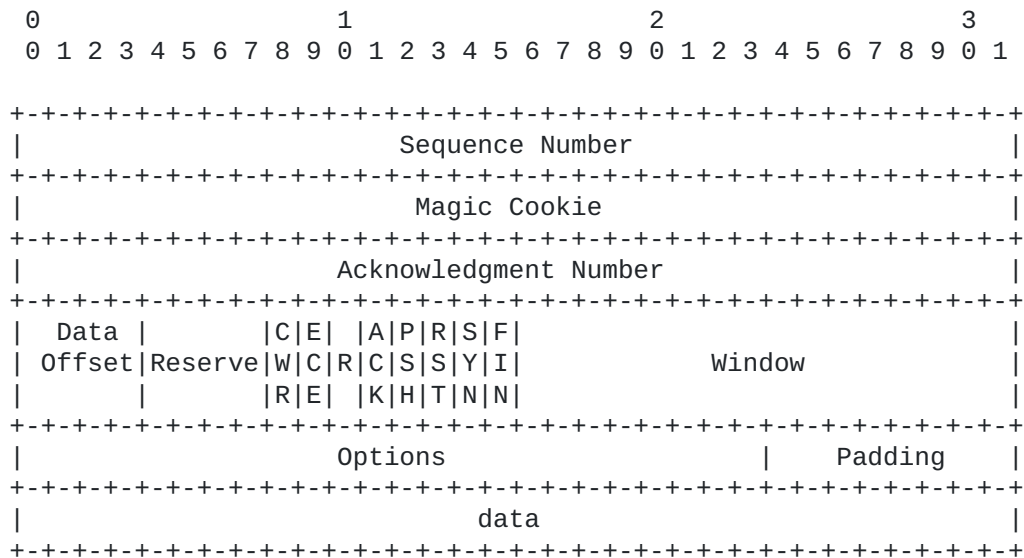 0                   1                   2                   3
0 1 2 3 4 5 6 7 8 9 0 1 2 3 4 5 6 7 8 9 0 1 2 3 4 5 6 7 8 9 0 1
+-+-+-+-+-+-+-+-+-+-+-+-+-+-+-+-+-+-+-+-+-+-+-+-+-+-+-+-+-+-+-+-+
|                        Sequence Number                        |
+-+-+-+-+-+-+-+-+-+-+-+-+-+-+-+-+-+-+-+-+-+-+-+-+-+-+-+-+-+-+-+-+
|                         Magic Cookie                          |
+-+-+-+-+-+-+-+-+-+-+-+-+-+-+-+-+-+-+-+-+-+-+-+-+-+-+-+-+-+-+-+-+
|                    Acknowledgment Number                      |
+-+-+-+-+-+-+-+-+-+-+-+-+-+-+-+-+-+-+-+-+-+-+-+-+-+-+-+-+-+-+-+-+
|  Data |       |C|E| |A|P|R|S|F|                               |
| Offset|Reserve|W|C|R|C|S|S|Y|I|            Window             |
|       |       |R|E| |K|H|T|N|N|                               |
+-+-+-+-+-+-+-+-+-+-+-+-+-+-+-+-+-+-+-+-+-+-+-+-+-+-+-+-+-+-+-+-+
|                    Options                    |    Padding    |
+-+-+-+-+-+-+-+-+-+-+-+-+-+-+-+-+-+-+-+-+-+-+-+-+-+-+-+-+-+-+-+-+
|                             data                              |
+-+-+-+-+-+-+-+-+-+-+-+-+-+-+-+-+-+-+-+-+-+-+-+-+-+-+-+-+-+-+-+-+